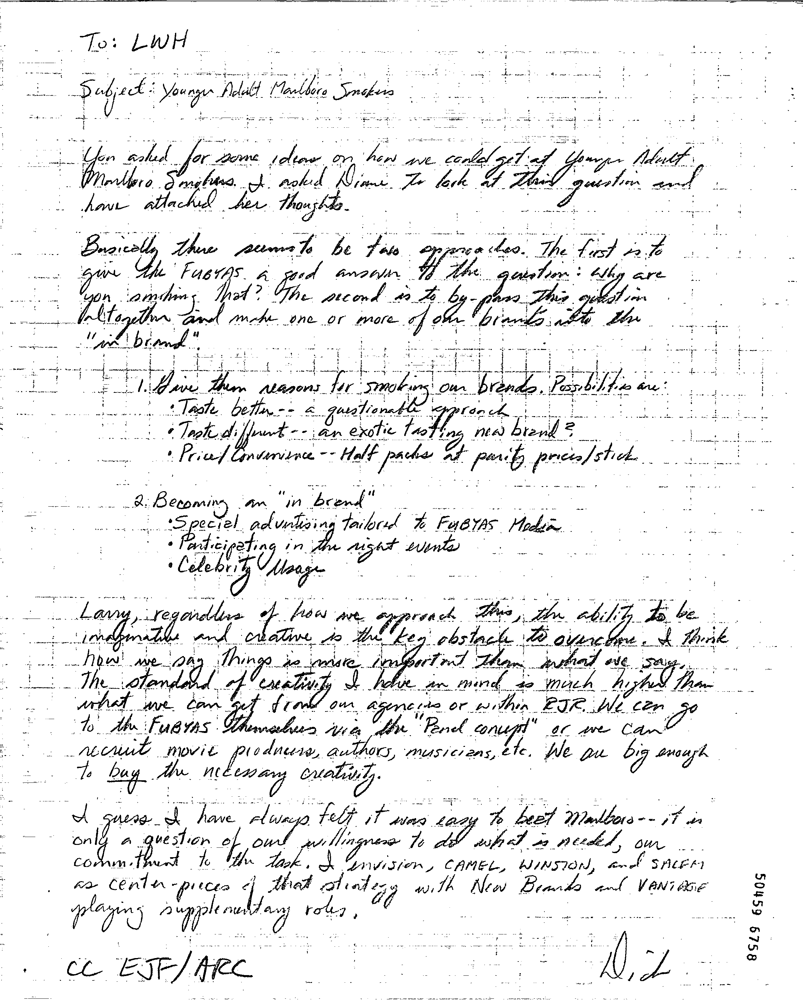 To: LWH
Subject: Younger Adult Marlboro Smokers
You asked for some ideas on how we could get at Younger Adult
Marlboro Smokers. I asked Diane to look at this question and
have attached her thoughts.
Basically there seems to be two approaches. The first is to
give the FUBYAS a good answer to the question: why are
you smoking that? The second is to by-pass this question
altogether and make one or more of our brands into the
"in brand".
1. Give them reasons for smoking our brands. Possibilities are:
• Taste better -- a questionable approach
• Taste different -- an exotic tasting new brand?
• Price/Convenience -- Half packs at parity prices/stick
2. Becoming an "in brand"
• Special advertising tailored to FUBYAS Media
• Participating in the right events
• Celebrity Usage
Larry, regardless of how we approach this, the ability to be
imaginative and creative is the key obstacle to overcome. I think
how we say things is more important than what we say.
The standard of creativity I have in mind is much higher than
what we can get from our agencies or within RJR. We can go
to the FUBYAS themselves via the "Panel concept" or we can
recruit movie producers, authors, musicians, etc. We are big enough
to buy the necessary creativity.
I guess I have always felt it was easy to beat Marlboro -- it is
only a question of our willingness to do what is needed, our
commitment to the task. I envision, CAMEL, WINSTON, and SALEM
as center-pieces of that strategy with New Brands and VANTAGE
playing supplementary roles.
CC EJF/ARC
Dick
50459 6758